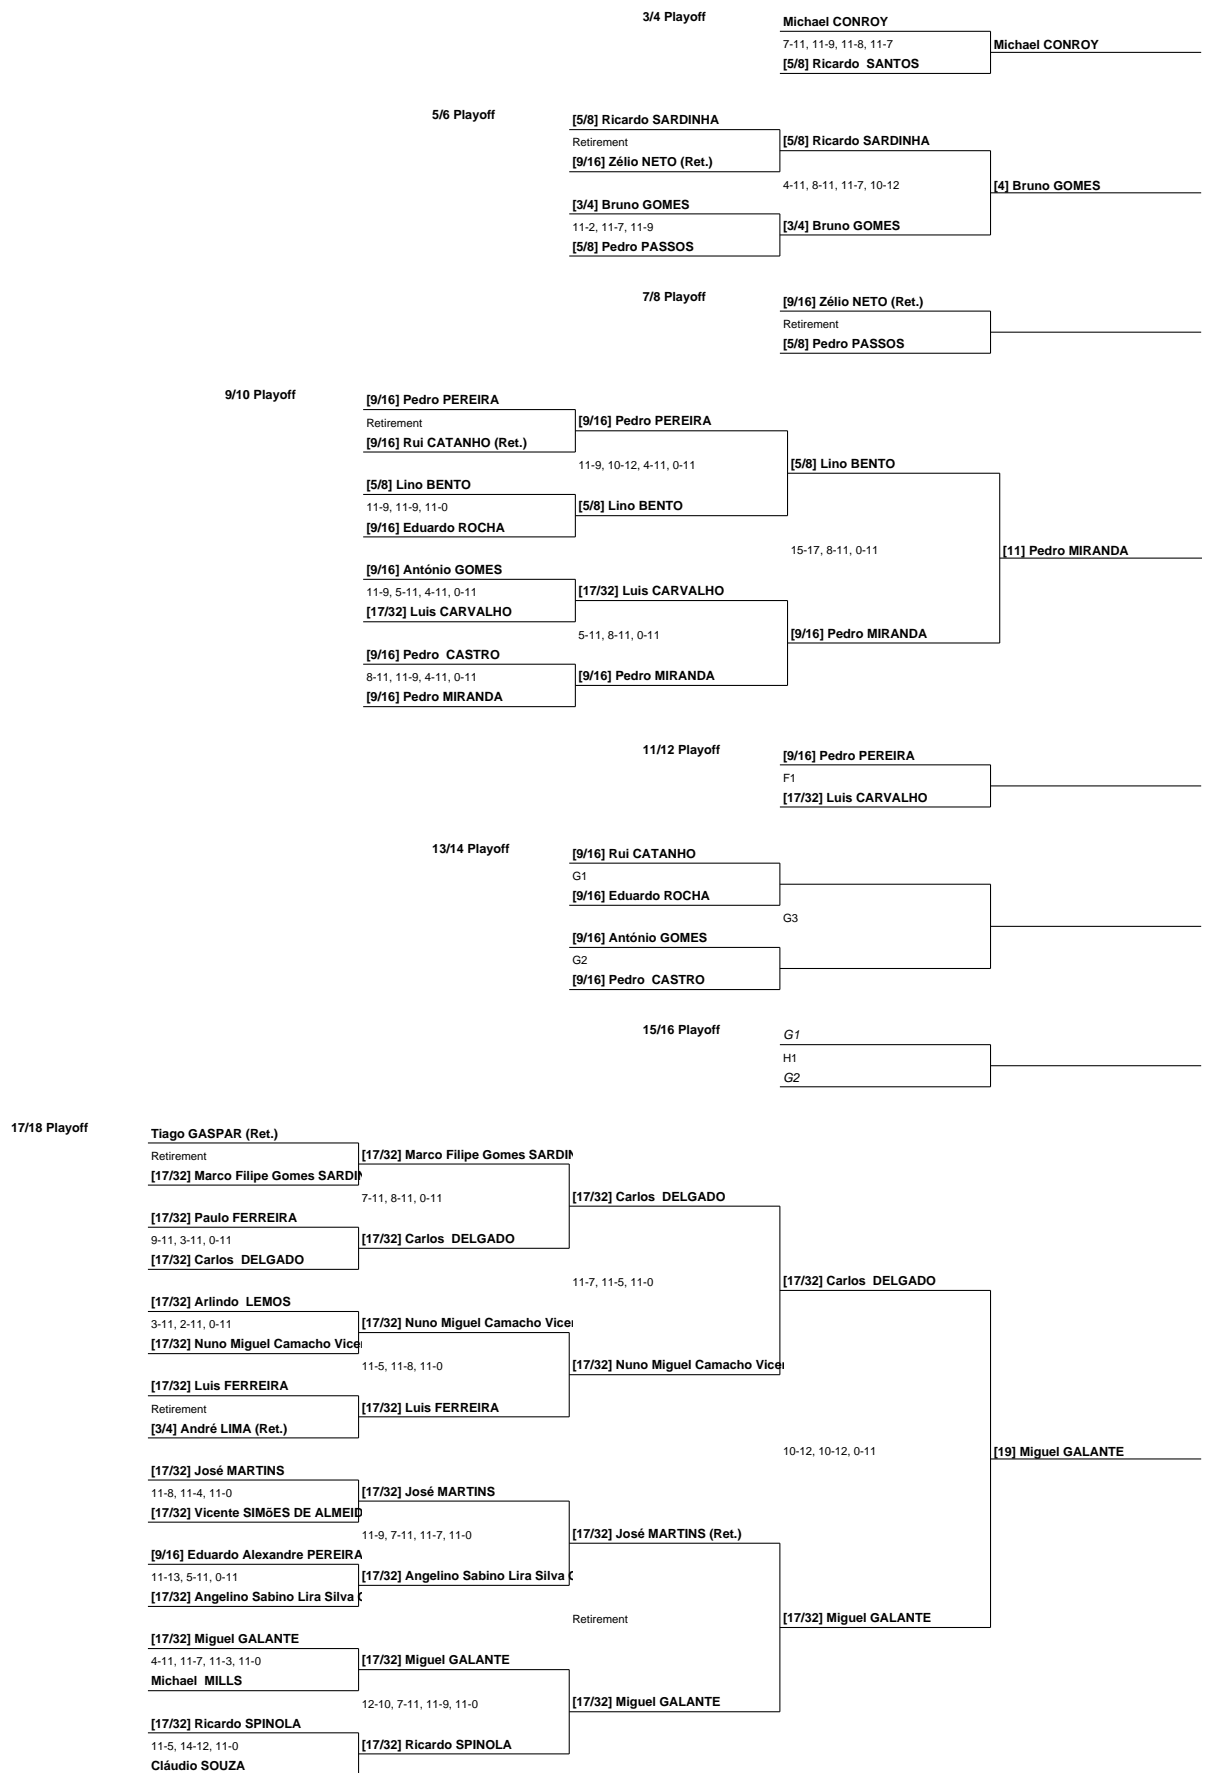 3/4 Playoff
Michael CONROY
7-11, 11-9, 11-8, 11-7
Michael CONROY
[5/8] Ricardo SANTOS
5/6 Playoff
[5/8] Ricardo SARDINHA
Retirement
[5/8] Ricardo SARDINHA
[9/16] Zélio NETO (Ret.)
4-11, 8-11, 11-7, 10-12
[4] Bruno GOMES
[3/4] Bruno GOMES
11-2, 11-7, 11-9
[3/4] Bruno GOMES
[5/8] Pedro PASSOS
7/8 Playoff
[9/16] Zélio NETO (Ret.)
Retirement
[5/8] Pedro PASSOS
9/10 Playoff
[9/16] Pedro PEREIRA
Retirement
[9/16] Pedro PEREIRA
[9/16] Rui CATANHO (Ret.)
11-9, 10-12, 4-11, 0-11
[5/8] Lino BENTO
[5/8] Lino BENTO
11-9, 11-9, 11-0
[5/8] Lino BENTO
[9/16] Eduardo ROCHA
15-17, 8-11, 0-11
[11] Pedro MIRANDA
[9/16] António GOMES
11-9, 5-11, 4-11, 0-11
[17/32] Luis CARVALHO
[17/32] Luis CARVALHO
5-11, 8-11, 0-11
[9/16] Pedro MIRANDA
[9/16] Pedro CASTRO
8-11, 11-9, 4-11, 0-11
[9/16] Pedro MIRANDA
[9/16] Pedro MIRANDA
11/12 Playoff
[9/16] Pedro PEREIRA
F1
[17/32] Luis CARVALHO
13/14 Playoff
[9/16] Rui CATANHO
G1
[9/16] Eduardo ROCHA
G3
[9/16] António GOMES
G2
[9/16] Pedro CASTRO
15/16 Playoff
G1
H1
G2
17/18 Playoff
Tiago GASPAR (Ret.)
Retirement
[17/32] Marco Filipe Gomes SARDIN
[17/32] Marco Filipe Gomes SARDIN
7-11, 8-11, 0-11
[17/32] Carlos DELGADO
[17/32] Paulo FERREIRA
9-11, 3-11, 0-11
[17/32] Carlos DELGADO
[17/32] Carlos DELGADO
11-7, 11-5, 11-0
[17/32] Carlos DELGADO
[17/32] Arlindo LEMOS
3-11, 2-11, 0-11
[17/32] Nuno Miguel Camacho Vice
[17/32] Nuno Miguel Camacho Vice
11-5, 11-8, 11-0
[17/32] Nuno Miguel Camacho Vice
[17/32] Luis FERREIRA
Retirement
[17/32] Luis FERREIRA
[3/4] André LIMA (Ret.)
10-12, 10-12, 0-11
[19] Miguel GALANTE
[17/32] José MARTINS
11-8, 11-4, 11-0
[17/32] José MARTINS
[17/32] Vicente SIMõES DE ALMEID
11-9, 7-11, 11-7, 11-0
[17/32] José MARTINS (Ret.)
[9/16] Eduardo Alexandre PEREIRA
11-13, 5-11, 0-11
[17/32] Angelino Sabino Lira Silva
[17/32] Angelino Sabino Lira Silva
Retirement
[17/32] Miguel GALANTE
[17/32] Miguel GALANTE
4-11, 11-7, 11-3, 11-0
[17/32] Miguel GALANTE
Michael MILLS
12-10, 7-11, 11-9, 11-0
[17/32] Miguel GALANTE
[17/32] Ricardo SPINOLA
11-5, 14-12, 11-0
[17/32] Ricardo SPINOLA
Cláudio SOUZA